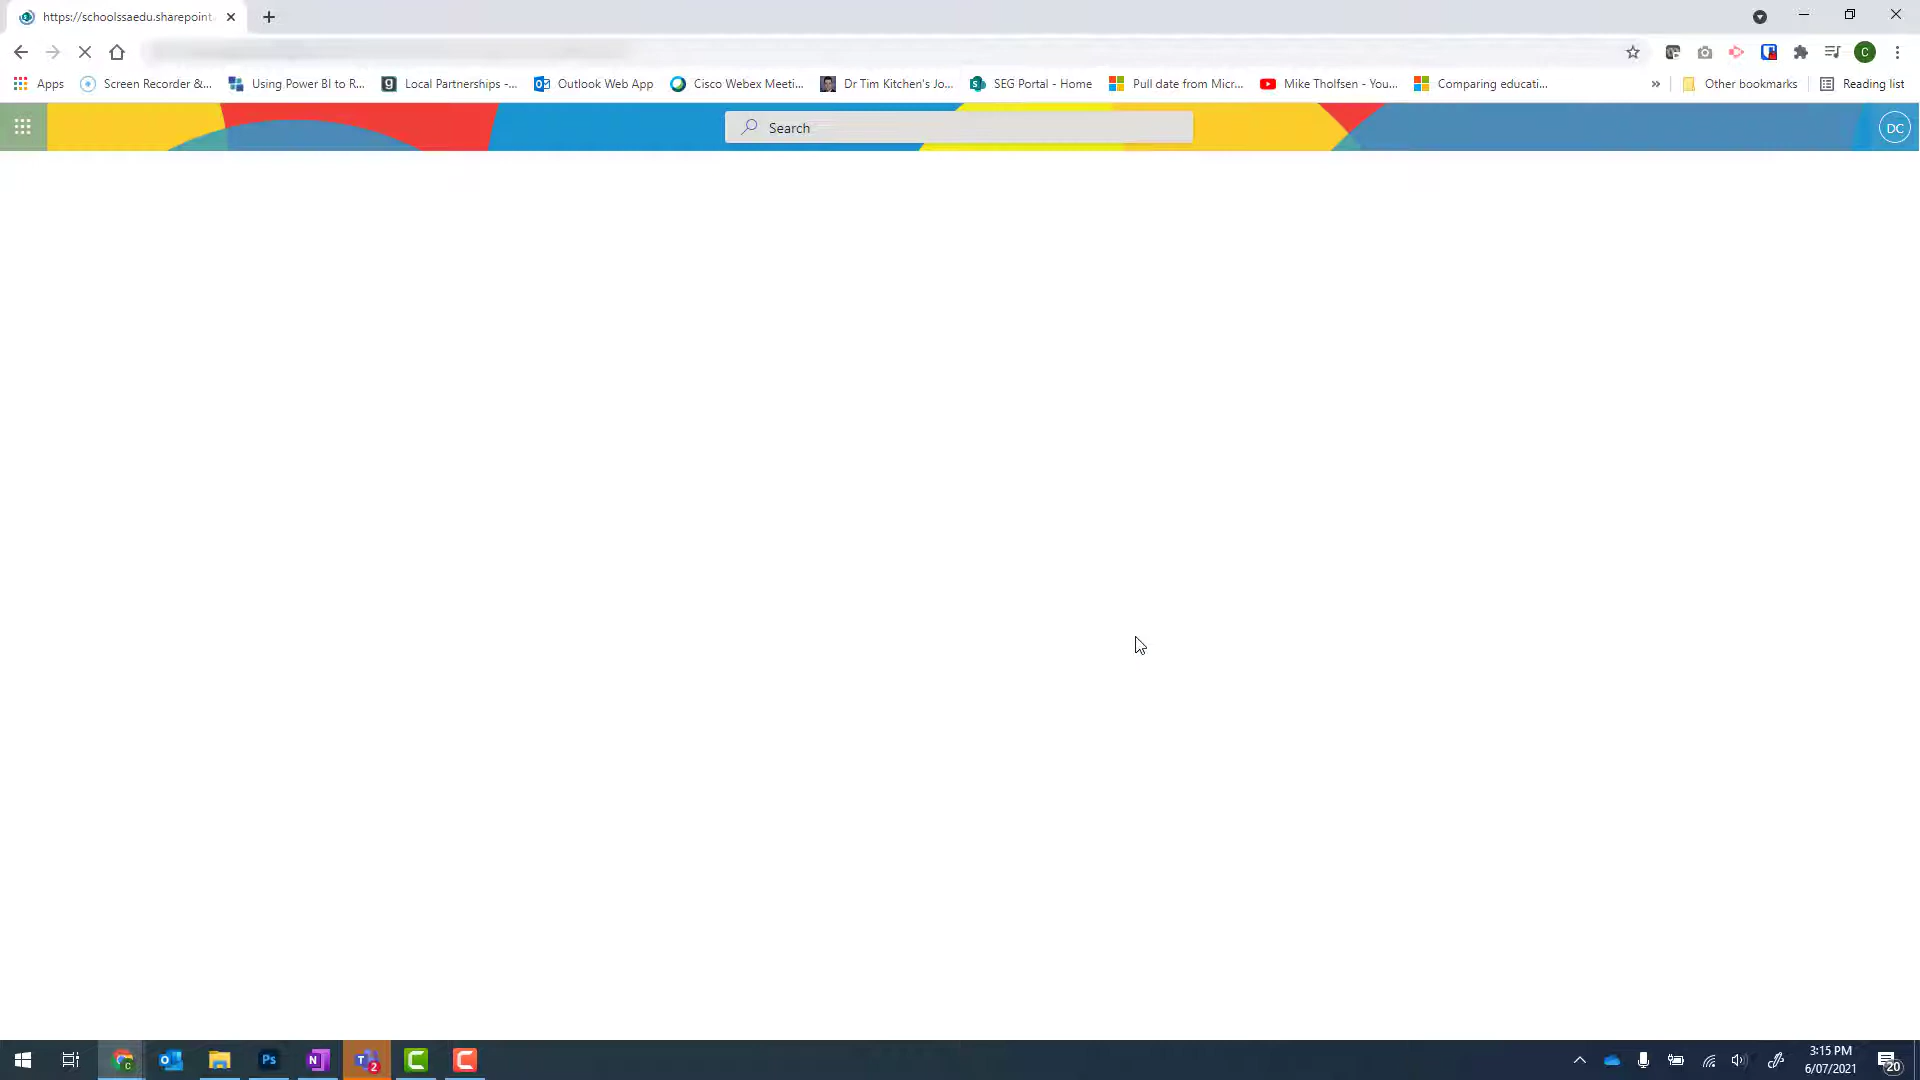 https://schoolssaedu.sharepoint
Apps Screen Recorder &... Using Power BI to R... Local Partnerships -... Outlook Web App Cisco Webex Meeti... Dr Tim Kitchen's Jo... SEG Portal - Home Pull date from Micr... Mike Tholfsen - You... Comparing educati... » Other bookmarks Reading list
Search
DC
3:15 PM
6/07/2021
20